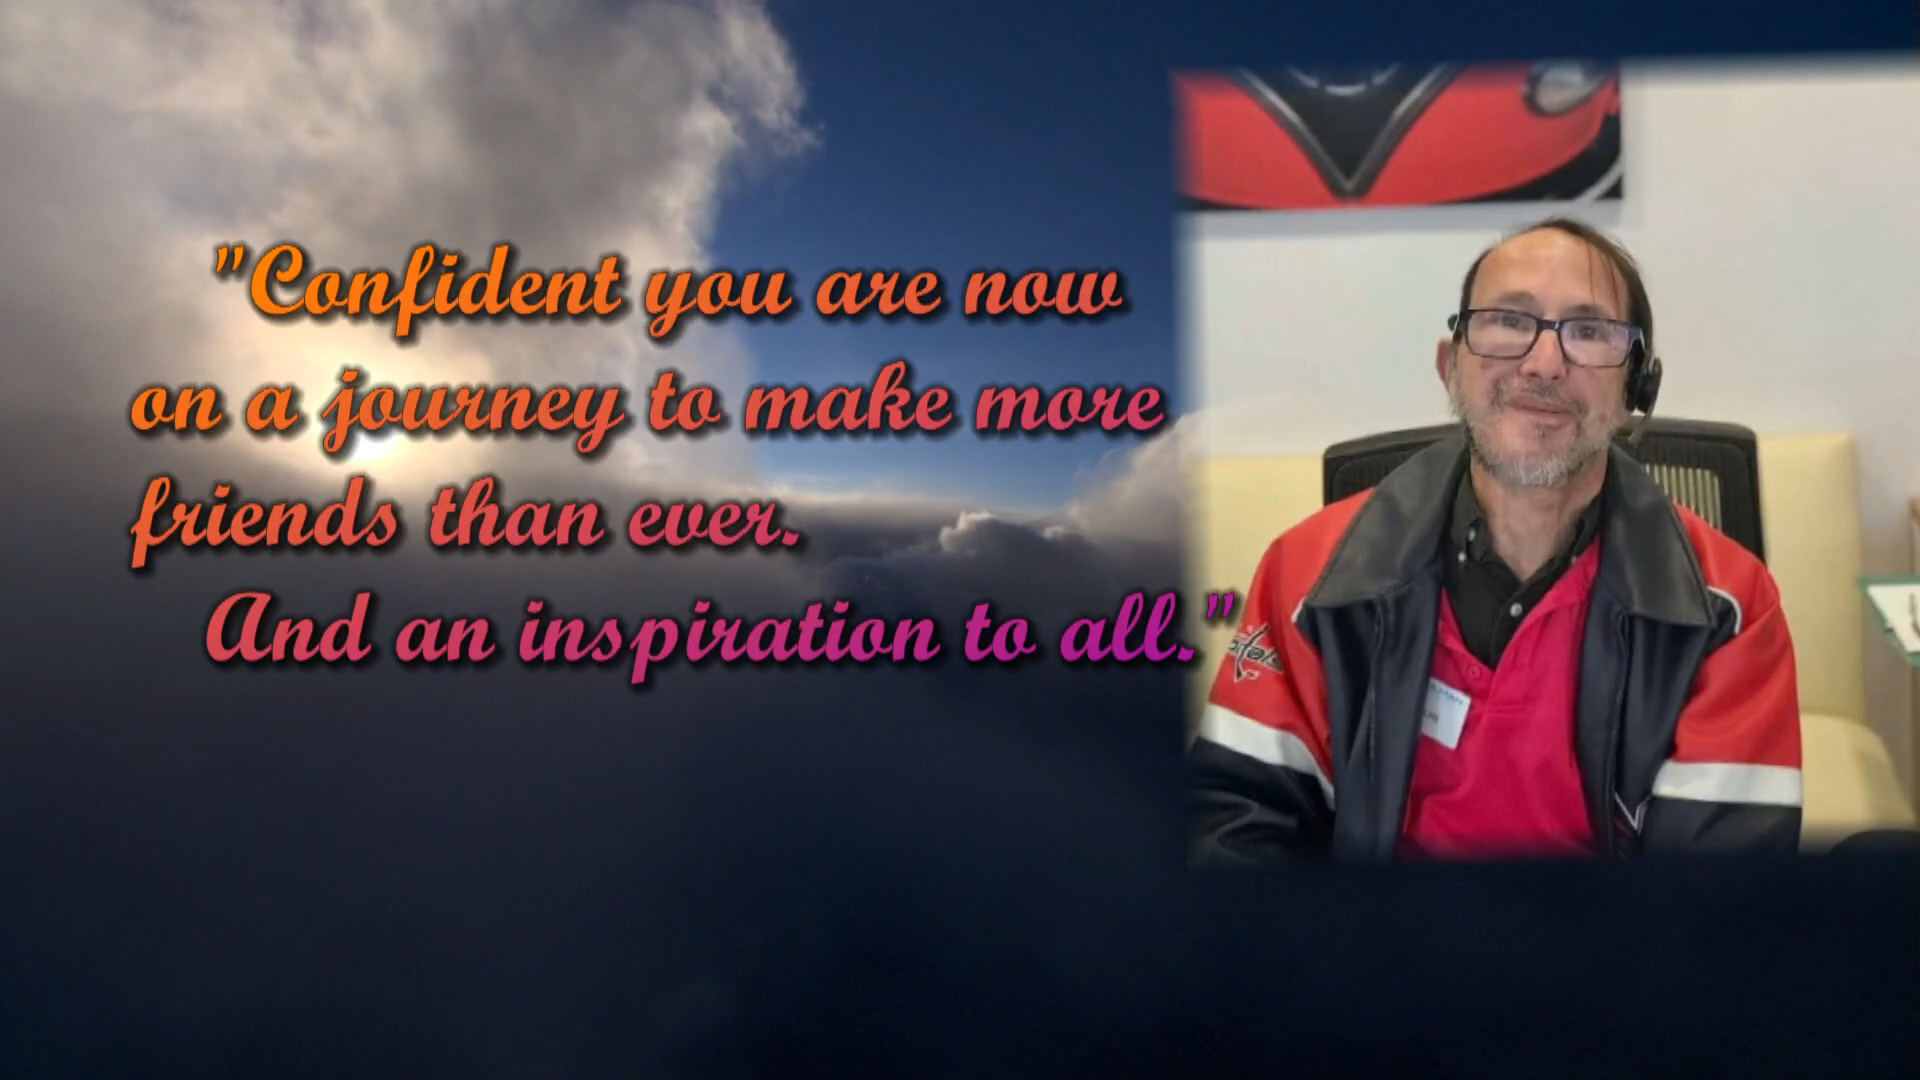 "Confident you are now
on a journey to make more
friends than ever.
And an inspiration to all."